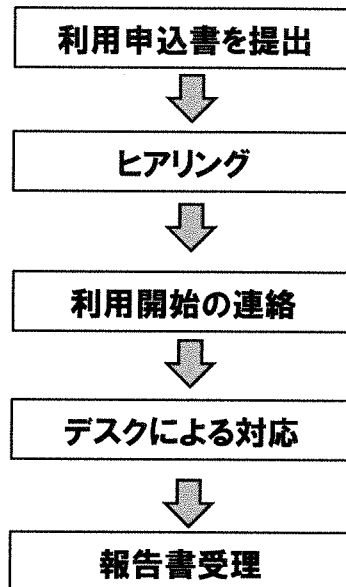 利用申込書を提出
ヒアリング
利用開始の連絡
デスクによる対応
報告書受理